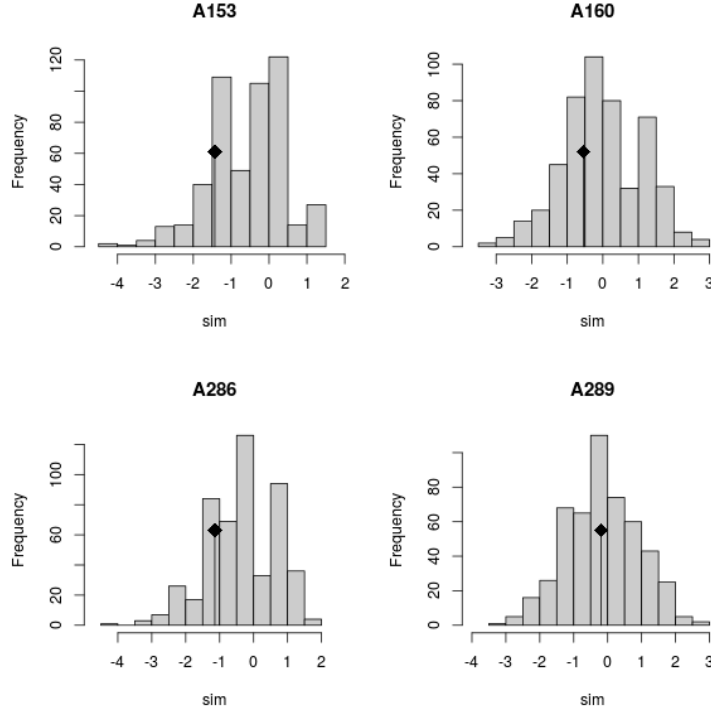 A153
Frequency
0 20 40 60 80 120
-4 -3 -2 -1 0 1 2
sim
A160
Frequency
0 20 40 60 80 100
-3 -2 -1 0 1 2 3
sim
A286
Frequency
0 20 60 100
-4 -3 -2 -1 0 1 2
sim
A289
Frequency
0 20 40 60 80
-4 -3 -2 -1 0 1 2 3
sim